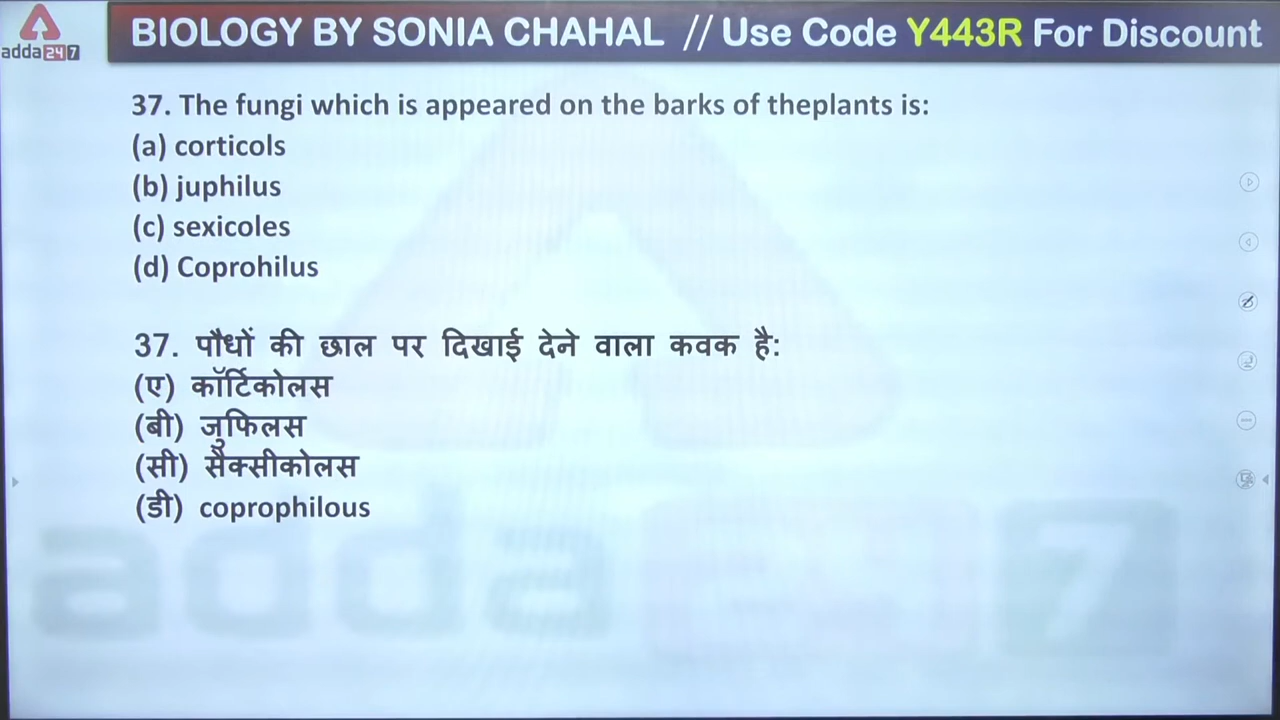 adda247
BIOLOGY BY SONIA CHAHAL // Use Code Y443R For Discount
37. The fungi which is appeared on the barks of theplants is:
(a) corticols
(b) juphilus
(c) sexicoles
(d) Coprohilus
37. पौधों की छाल पर दिखाई देने वाला कवक है:
(ए) कॉर्टिकोलस
(बी) जुफिलस
(सी) सैक्सीकोलस
(डी) coprophilous
adda247